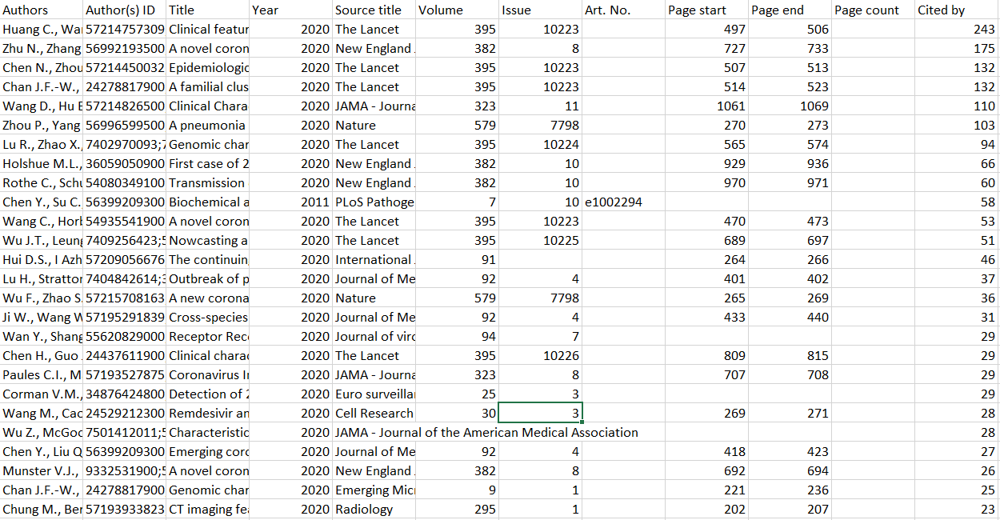 Authors Author(s) ID Title Year Source title Volume Issue Art. No. Page start Page end Page count Cited by
Huang C., Wa 57214757309 Clinical featur 2020 The Lancet 395 10223 497 506 243
Zhu N., Zhang 56992193500 A novel coron 2020 New England 382 8 727 733 175
Chen N., Zhou 57214450032 Epidemiologic 2020 The Lancet 395 10223 507 513 132
Chan J.F.-W., 24278817900 A familial clus 2020 The Lancet 395 10223 514 523 132
Wang D., Hu B 57214826500 Clinical Chara 2020 JAMA - Journa 323 11 1061 1069 110
Zhou P., Yang 56996599500 A pneumonia 2020 Nature 579 7798 270 273 103
Lu R., Zhao X., 7402970093;7 Genomic char 2020 The Lancet 395 10224 565 574 94
Holshue M.L., 36059050900 First case of 2 2020 New England 382 10 929 936 66
Rothe C., Schu 54080349100 Transmission 2020 New England 382 10 970 971 60
Chen Y., Su C. 56399209300 Biochemical a 2011 PLoS Pathoge 7 10 e1002294 58
Wang C., Horb 54935541900 A novel coron 2020 The Lancet 395 10223 470 473 53
Wu J.T., Leung 7409256423;5 Nowcasting a 2020 The Lancet 395 10225 689 697 51
Hui D.S., I Azh 57209056676 The continuin 2020 International 91 264 266 46
Lu H., Stratton 7404842614;3 Outbreak of p 2020 Journal of Me 92 4 401 402 37
Wu F., Zhao S. 57215708163 A new corona 2020 Nature 579 7798 265 269 36
Ji W., Wang W 57195291839 Cross-species 2020 Journal of Me 92 4 433 440 31
Wan Y., Shang 55620829000 Receptor Rec 2020 Journal of viro 94 7 29
Chen H., Guo 24437611900 Clinical charac 2020 The Lancet 395 10226 809 815 29
Paules C.I., M 57193527875 Coronavirus I 2020 JAMA - Journa 323 8 707 708 29
Corman V.M., 34876424800 Detection of 2 2020 Euro surveilla 25 3 29
Wang M., Cao 24529212300 Remdesivir an 2020 Cell Research 30 3 269 271 28
Wu Z., McGoo 7501412011;5 Characteristic 2020 JAMA - Journal of the American Medical Association 28
Chen Y., Liu Q 56399209300 Emerging coro 2020 Journal of Me 92 4 418 423 27
Munster V.J., 9332531900;5 A novel coron 2020 New England 382 8 692 694 26
Chan J.F.-W., 24278817900 Genomic char 2020 Emerging Mic 9 1 221 236 25
Chung M., Ber 57193933823 CT imaging fea 2020 Radiology 295 1 202 207 23